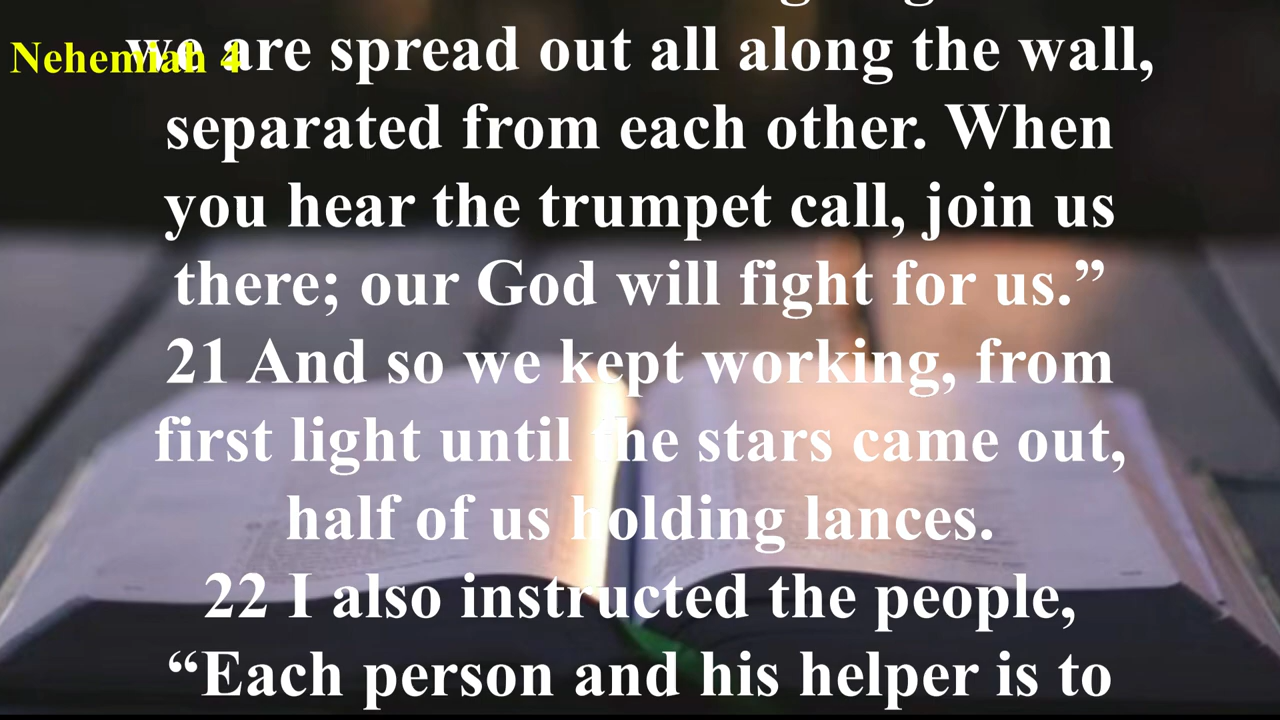 Nehemiah 4
we are spread out all along the wall,
separated from each other. When
you hear the trumpet call, join us
there; our God will fight for us.”
21 And so we kept working, from
first light until the stars came out,
half of us holding lances.
22 I also instructed the people,
“Each person and his helper is to